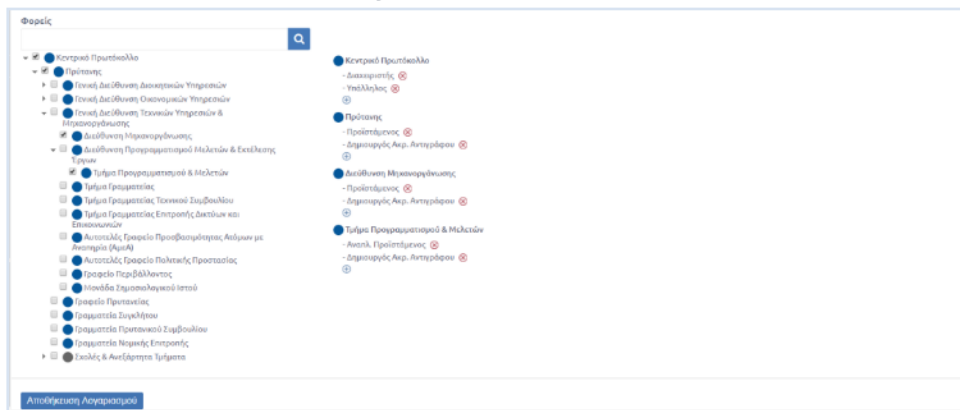 Φορείς
Κεντρικό Πρωτόκολλο
Πρύτανης
Γενική Διεύθυνση Διοικητικών Υπηρεσιών
Γενική Διεύθυνση Οικονομικών Υπηρεσιών
Γενική Διεύθυνση Τεχνικών Υπηρεσιών &
Μηχανοργάνωσης
Διεύθυνση Μηχανοργάνωσης
Διεύθυνση Προγραμματισμού Μελετών & Εκτέλεσης
Έργων
Τμήμα Προγραμματισμού & Μελετών
Τμήμα Γραμματείας
Τμήμα Γραμματείας Τεχνικού Συμβουλίου
Τμήμα Γραμματείας Επιτροπής Δικτύων και
Επικοινωνιών
Αυτοτελές Γραφείο Προσβασιμότητας Ατόμων με
Αναπηρία (ΑμεΑ)
Αυτοτελές Γραφείο Πολιτικής Προστασίας
Γραφείο Περιβάλλοντος
Μονάδα Σημασιολογικού Ιστού
Γραφείο Πρυτανείας
Γραμματεία Συγκλήτου
Γραμματεία Πρυτανικού Συμβουλίου
Γραμματεία Νομικής Επιτροπής
Σχολές & Ανεξάρτητα Τμήματα
Κεντρικό Πρωτόκολλο
- Διαχειριστής
- Υπάλληλος
Πρύτανης
- Προϊστάμενος
- Δημιουργός Ακρ. Αντιγράφου
Διεύθυνση Μηχανοργάνωσης
- Προϊστάμενος
- Δημιουργός Ακρ. Αντιγράφου
Τμήμα Προγραμματισμού & Μελετών
- Αναπλ. Προϊστάμενος
- Δημιουργός Ακρ. Αντιγράφου
Αποθήκευση Λογαριασμού